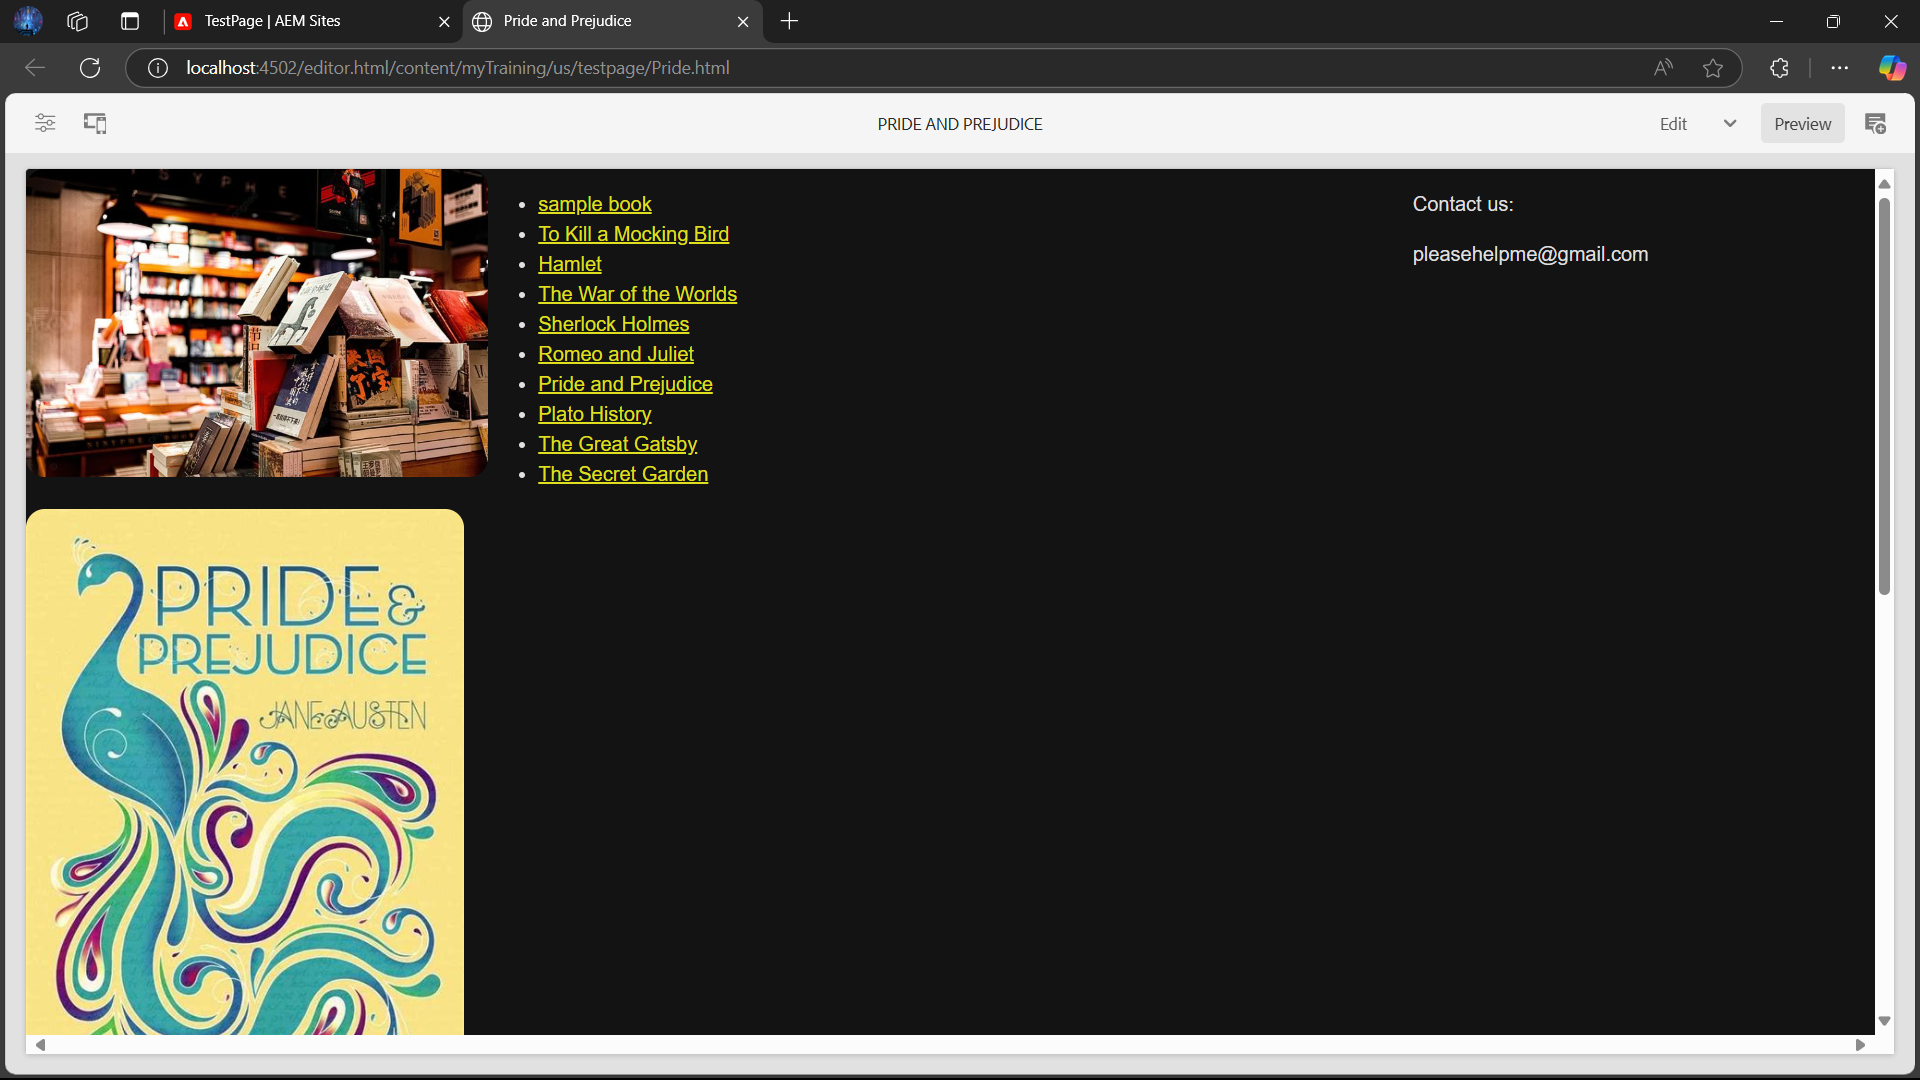 TestPage | AEM Sites
Pride and Prejudice
localhost:4502/editor.html/content/myTraining/us/testpage/Pride.html
PRIDE AND PREJUDICE
Edit
Preview
sample book
To Kill a Mocking Bird
Hamlet
The War of the Worlds
Sherlock Holmes
Romeo and Juliet
Pride and Prejudice
Plato History
The Great Gatsby
The Secret Garden
Contact us:
pleasehelpme@gmail.com
PRIDE &
PREJUDICE
JANE AUSTEN